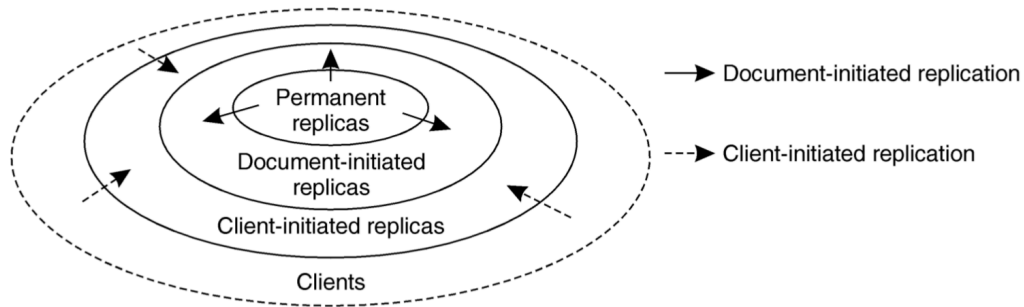 Permanent
replicas
Document-initiated
replicas
Client-initiated replicas
Clients
Document-initiated replication
Client-initiated replication